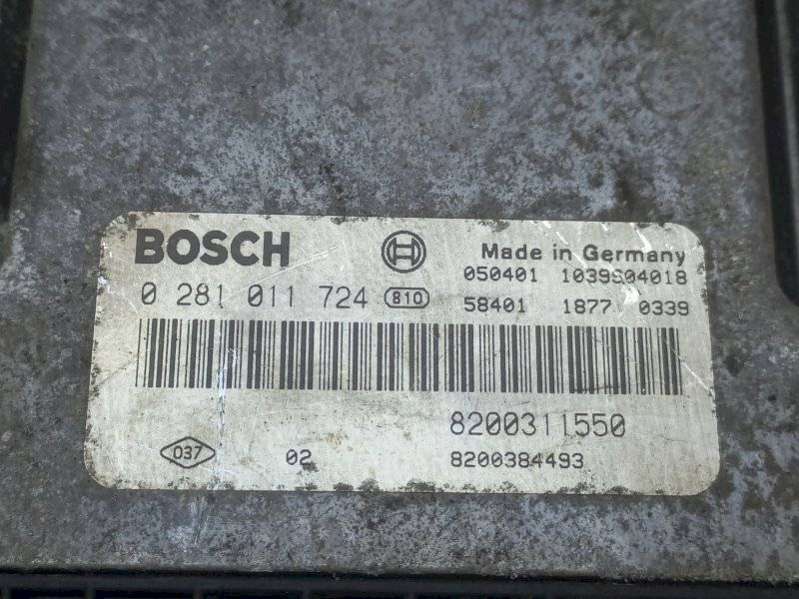 BOSCH
Made in Germany
050401 1039S04018
0 281 011 724 810
58401 1877 0339
8200311550
037 02 8200384493